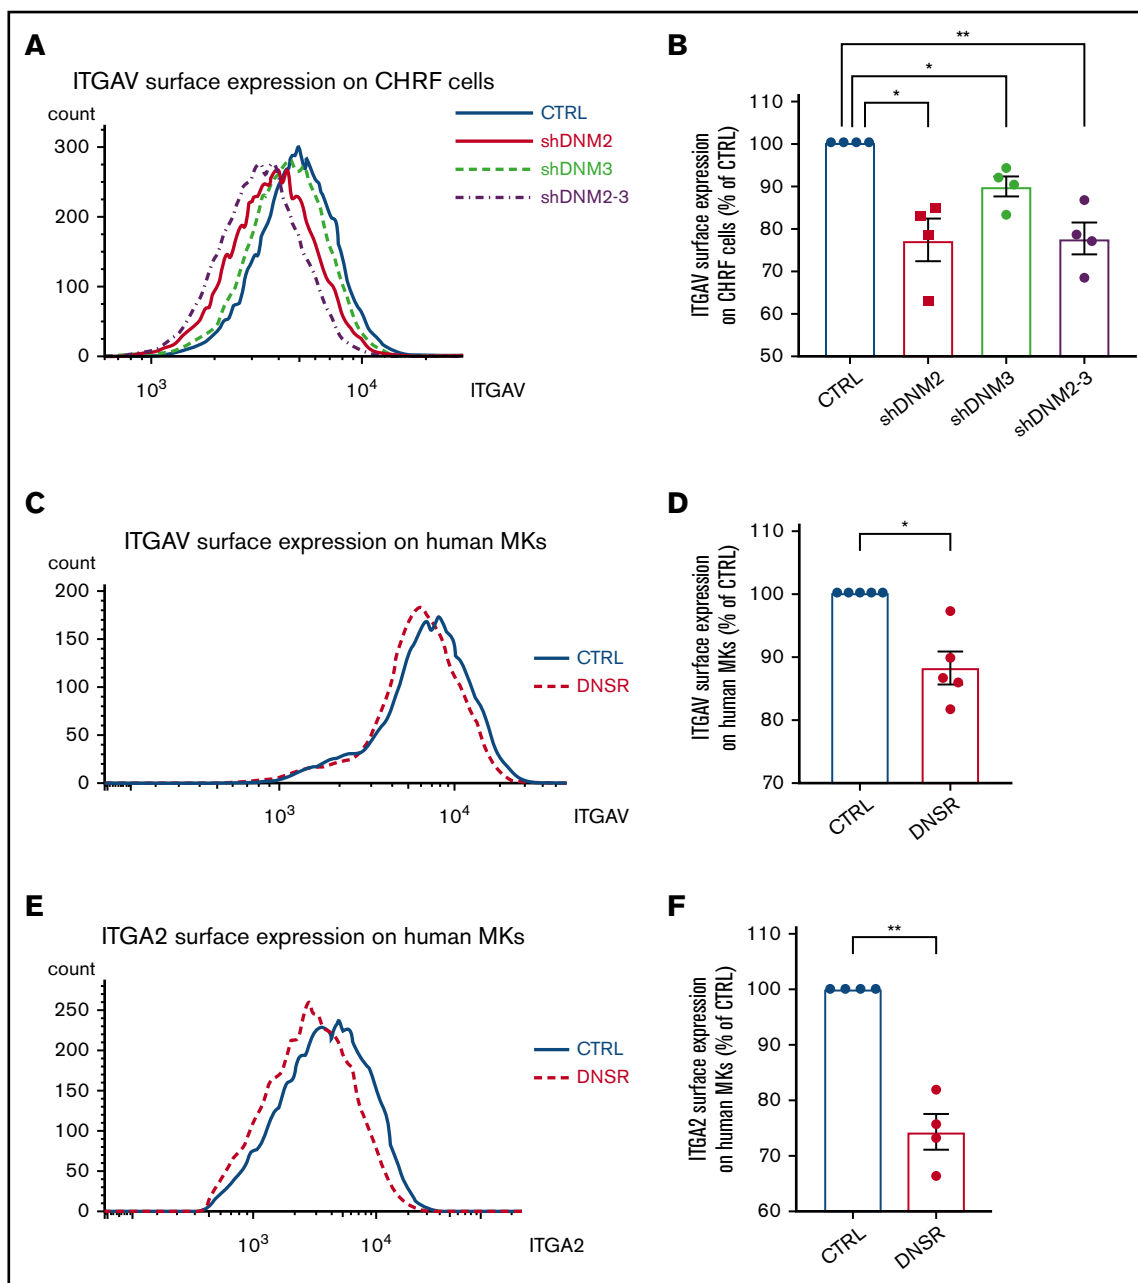 A
ITGAV surface expression on CHRF cells
count
CTRL
shDNM2
shDNM3
shDNM2-3
300
200
100
0
10³
10⁴
ITGAV
B
**
*
*
ITGAV surface expression
on CHRF cells (% of CTRL)
110
100
90
80
70
60
50
CTRL
shDNM2
shDNM3
shDNM2-3
C
ITGAV surface expression on human MKs
count
200
150
100
50
0
CTRL
DNSR
10³
10⁴
ITGAV
D
*
ITGAV surface expression
on human MKs (% of CTRL)
110
100
90
80
70
CTRL
DNSR
E
ITGA2 surface expression on human MKs
count
250
200
150
100
50
0
CTRL
DNSR
10³
10⁴
ITGA2
F
**
ITGA2 surface expression
on human MKs (% of CTRL)
110
100
90
80
70
60
CTRL
DNSR